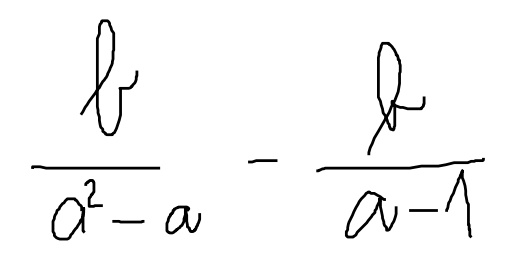 b/(a² - a) - b/(a - 1)